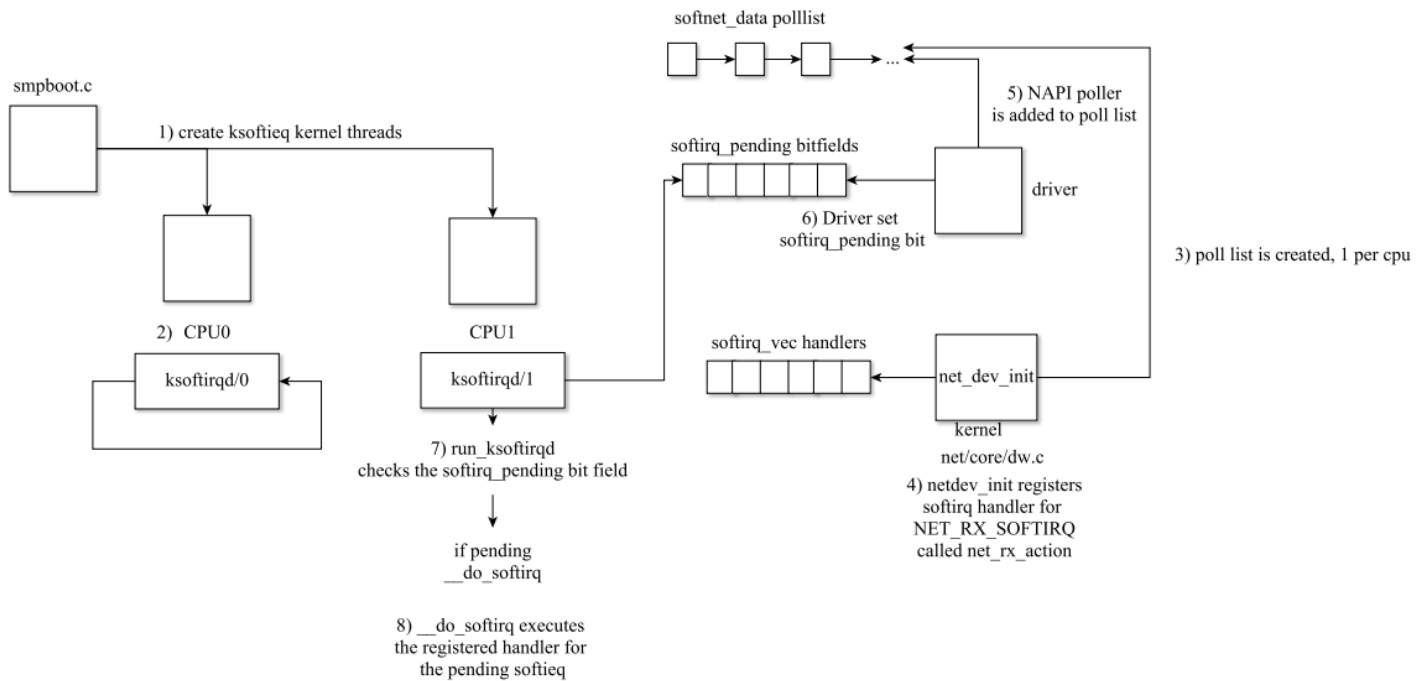 softnet_data polllist
...
smpboot.c
1) create ksoftieq kernel threads
5) NAPI poller
is added to poll list
softirq_pending bitfields
driver
6) Driver set
softirq_pending bit
3) poll list is created, 1 per cpu
2) CPU0
ksoftirqd/0
CPU1
ksoftirqd/1
7) run_ksoftirqd
checks the softirq_pending bit field
if pending
__do_softirq
8) __do_softirq executes
the registered handler for
the pending softieq
softirq_vec handlers
net_dev_init
kernel
net/core/dw.c
4) netdev_init registers
softirq handler for
NET_RX_SOFTIRQ
called net_rx_action